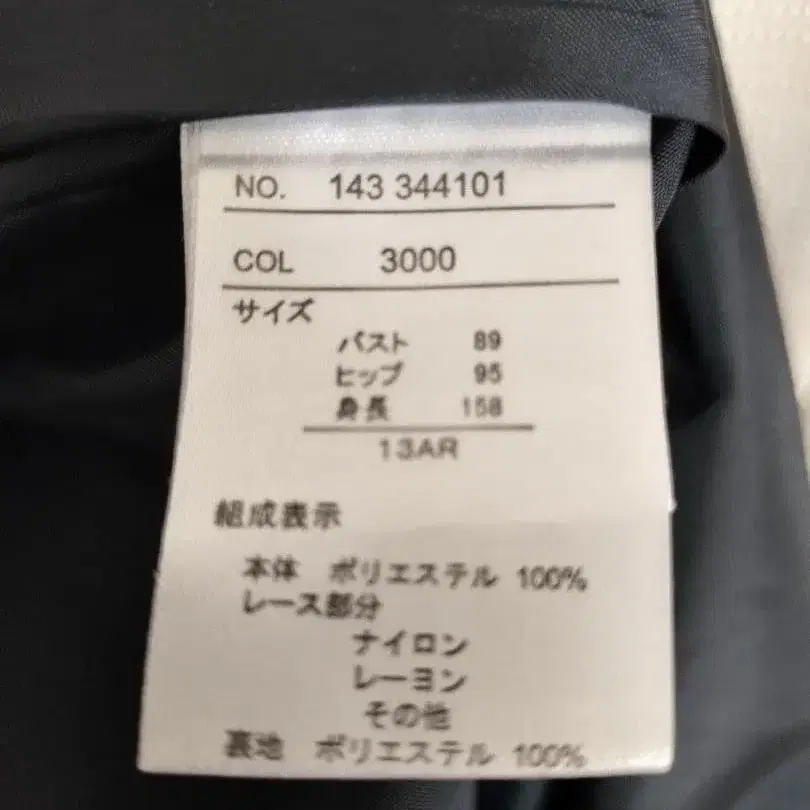 NO. 143 344101
COL 3000
サイズ
バスト 89
ヒップ 95
身長 158
13AR
組成表示
本体 ポリエステル 100%
レース部分
ナイロン
レーヨン
その他
裏地 ポリエステル 100%